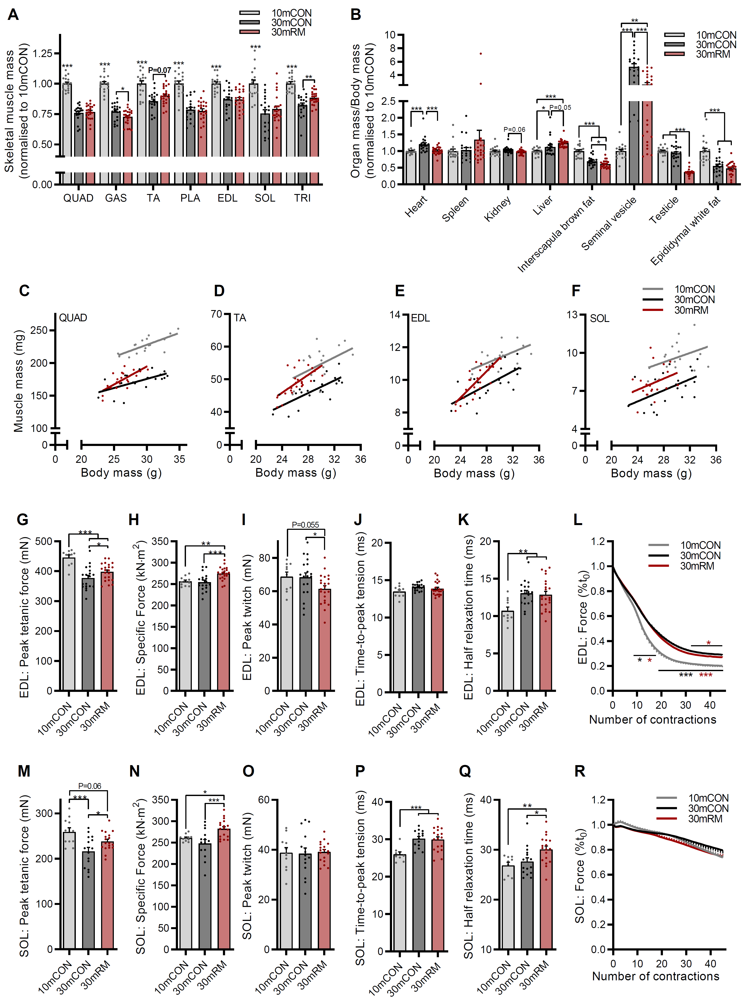 A
10mCON
30mCON
30mRM
Skeletal muscle mass
(normalised to 10mCON)
1.25
1.00
0.75
0.50
0.00
***
***
*
***
P=0.07
***
***
***
***
**
QUAD
GAS
TA
PLA
EDL
SOL
TRI
B
10mCON
30mCON
30mRM
Organ mass/Body mass
(normalised to 10mCON)
10
8
6
4
2.5
2.0
1.5
1.0
0.5
0.0
***
***
P=0.06
***
*
P=0.05
***
*
**
***
***
***
***
Heart
Spleen
Kidney
Liver
Interscapula brown fat
Seminal vesicle
Testicle
Epididymal white fat
C
QUAD
Muscle mass (mg)
250
200
150
100
0
0
20
25
30
35
Body mass (g)
D
TA
70
60
50
40
0
0
20
24
28
32
36
Body mass (g)
E
EDL
14
12
10
8
0
0
20
24
28
32
36
Body mass (g)
F
10mCON
30mCON
30mRM
SOL
13
10
7
4
0
0
20
24
28
32
36
Body mass (g)
G
EDL: Peak tetanic force (mN)
500
400
300
200
100
0
***
*
10mCON
30mCON
30mRM
H
EDL: Specific Force (kN·m2)
350
300
250
200
150
100
50
0
**
***
10mCON
30mCON
30mRM
I
EDL: Peak twitch (mN)
80
60
40
20
0
P=0.055
*
10mCON
30mCON
30mRM
J
EDL: Time-to-peak tension (ms)
20
15
10
5
0
10mCON
30mCON
30mRM
K
EDL: Half relaxation time (ms)
20
15
10
5
0
**
10mCON
30mCON
30mRM
L
EDL: Force (%t0)
1.2
1.0
0.8
0.6
0.4
0.2
0.0
10mCON
30mCON
30mRM
*
* *
*** ***
0
10
20
30
40
Number of contractions
M
SOL: Peak tetanic force (mN)
300
200
100
0
P=0.06
***
*
10mCON
30mCON
30mRM
N
SOL: Specific Force (kN·m2)
350
300
250
200
150
100
50
0
*
***
10mCON
30mCON
30mRM
O
SOL: Peak twitch (mN)
60
40
20
0
10mCON
30mCON
30mRM
P
SOL: Time-to-peak tension (ms)
40
30
20
10
0
***
10mCON
30mCON
30mRM
Q
SOL: Half relaxation time (ms)
40
30
20
10
**
*
10mCON
30mCON
30mRM
R
SOL: Force (%t0)
1.2
1.0
0.8
0.6
0.4
0.2
0.0
10mCON
30mCON
30mRM
0
10
20
30
40
Number of contractions